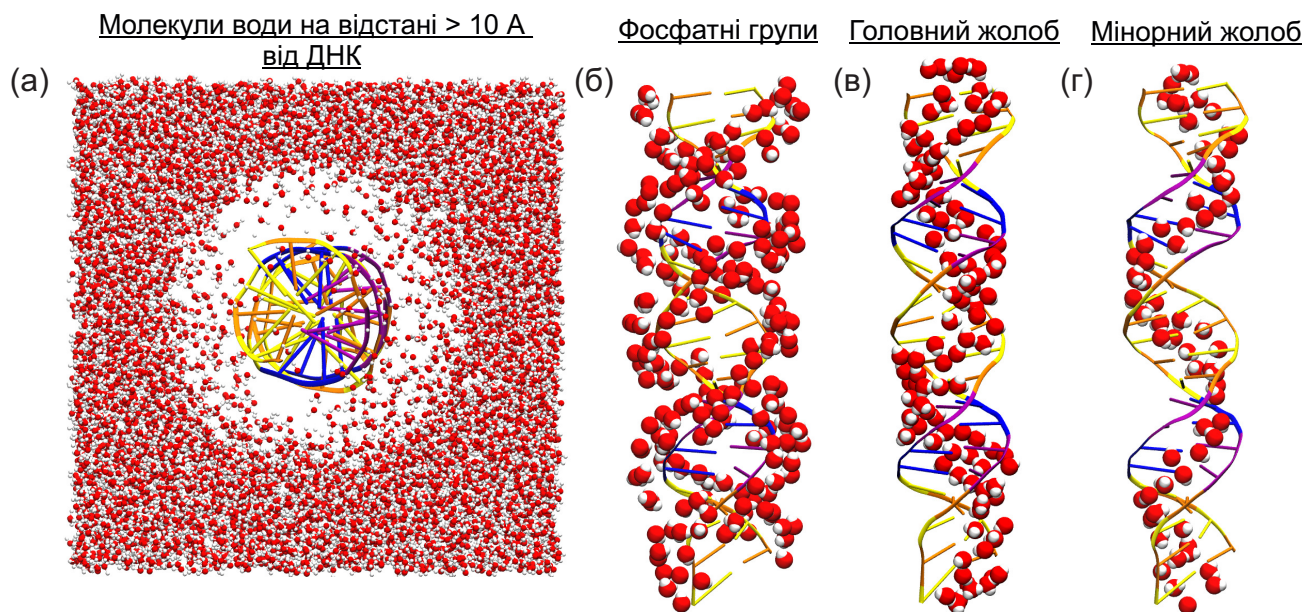 Молекули води на відстані > 10 А
від ДНК
Фосфатні групи
Головний жолоб
Мінорний жолоб
(а)
(б)
(в)
(г)